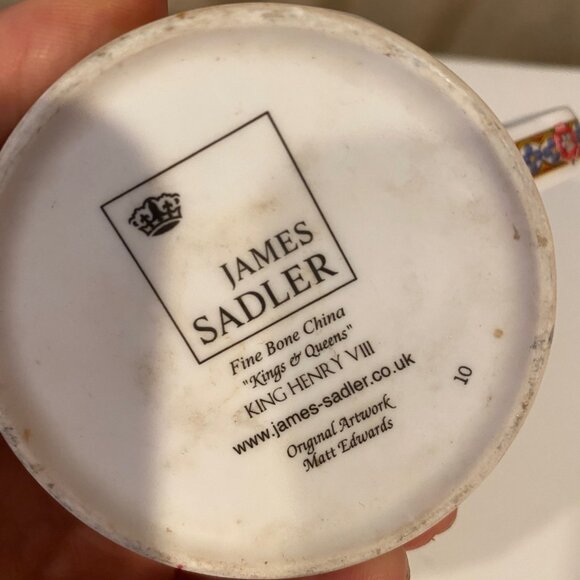 JAMES
SADLER
Fine Bone China
"Kings & Queens"
KING HENRY VIII
www.james-sadler.co.uk
Original Artwork
Matt Edwards
10